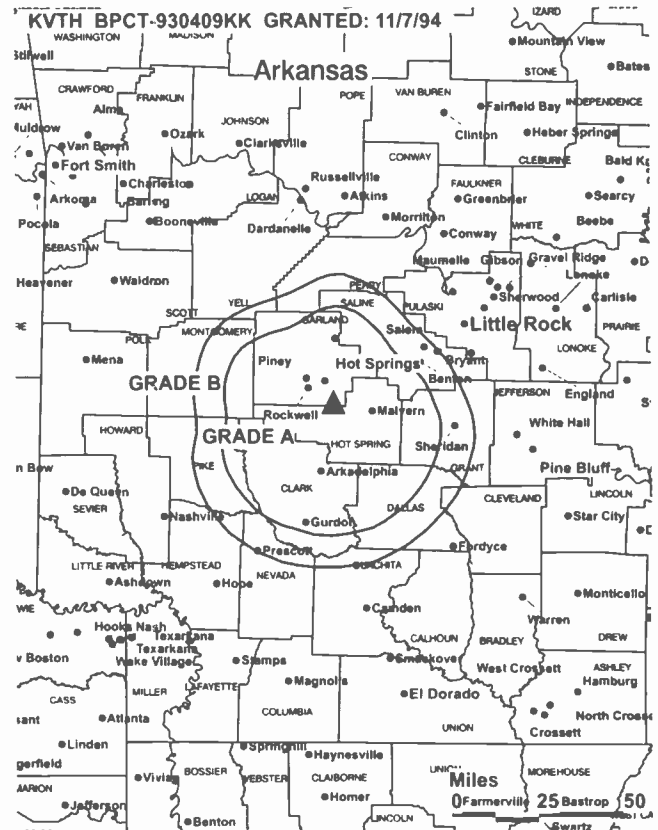 KVTH BPCT-930409KK GRANTED: 11/7/94
IZARD
WASHINGTON
MADISON
Mountain View
Stilwell
STONE
Arkansas
CRAWFORD
FRANKLIN
POPE
VAN BUREN
INDEPENDENCE
Alma
JOHNSON
Fairfield Bay
Muldrow
Ozark
Clarksville
Clinton
Heber Springs
Van Buren
CLEBURNE
Fort Smith
CONWAY
Bald
Russellville
Charleston
FAULKNER
Arkoma
Barling
LOGAN
Atkins
Greenbrier
Searcy
Pocola
Booneville
Dardanelle
Morrilton
WHITE
Beebe
SEBASTIAN
Conway
Maumelle
Gibson
Gravel Ridge
Heavener
Waldron
Lonoke
PERRY
YELL
SALINE
PULASKI
Sherwood
Carlisle
SCOTT
GARLAND
Salem
Little Rock
PRAIRIE
POLK
MONTGOMERY
LONOKE
Mena
Piney
Hot Springs
Bryant
GRADE B
Benton
England
JEFFERSON
Rockwell
Malvern
White Hall
HOWARD
GRADE A
HOT SPRING
Sheridan
PIKE
GRANT
Pine Bluff
Arkadelphia
De Queen
CLARK
CLEVELAND
LINCOLN
SEVIER
DALLAS
Nashville
Gurdon
Star City
Prescott
Fordyce
LITTLE RIVER
HEMPSTEAD
OUACHITA
Ashdown
Hope
NEVADA
Monticello
Camden
Warren
Hooks
Nash
Texarkana
CALHOUN
DREW
Texarkana
BRADLEY
Boston
Wake Village
Stamps
Smackover
West Crossett
ASHLEY
CASS
MILLER
LAFAYETTE
Magnolia
El Dorado
Hamburg
Atlanta
COLUMBIA
North Crossett
UNION
Crossett
Linden
Springhill
Haynesville
BOSSIER
WEBSTER
CLAIBORNE
MOREHOUSE
Vivian
Miles
Homer
0
Farmerville
25
Bastrop
50
MARION
Jefferson
Benton
LINCOLN
Swartz